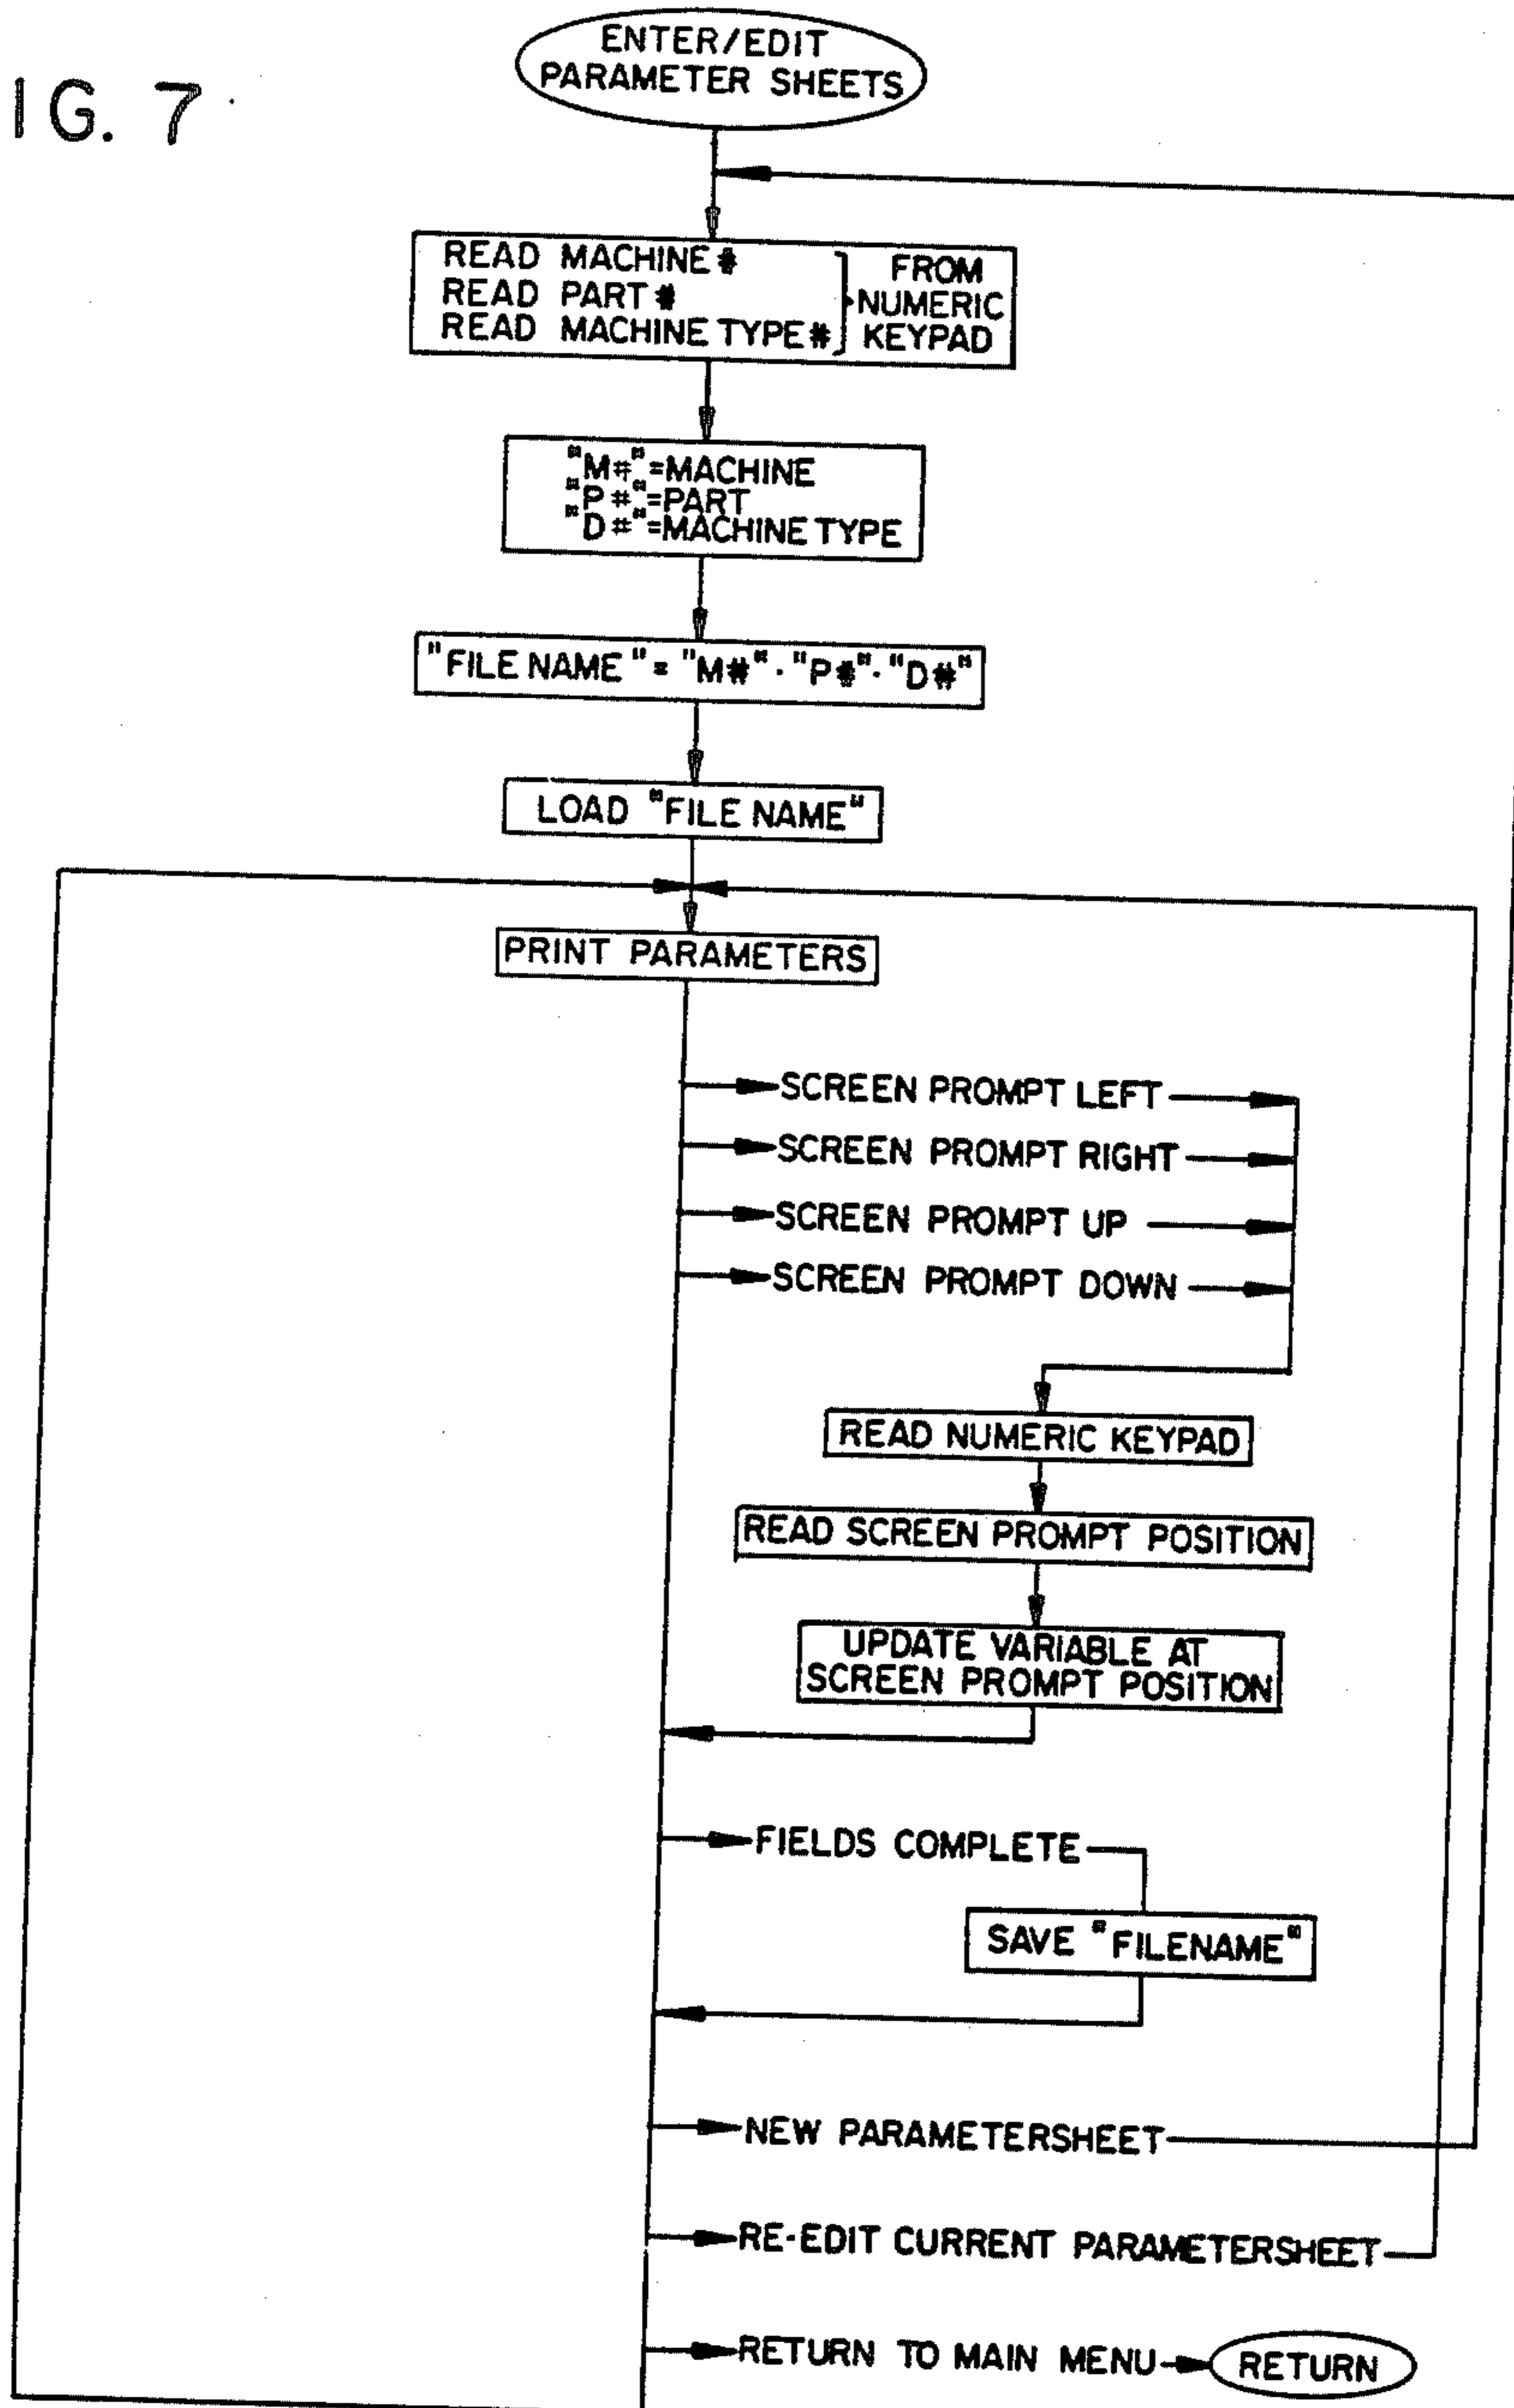 IG. 7
ENTER/EDIT
PARAMETER SHEETS
READ MACHINE#
READ PART#
READ MACHINE TYPE#
FROM
NUMERIC
KEYPAD
"M#"=MACHINE
"P#"=PART
"D#"=MACHINE TYPE
"FILE NAME" = "M#" · "P#" · "D#"
LOAD "FILE NAME"
PRINT PARAMETERS
SCREEN PROMPT LEFT
SCREEN PROMPT RIGHT
SCREEN PROMPT UP
SCREEN PROMPT DOWN
READ NUMERIC KEYPAD
READ SCREEN PROMPT POSITION
UPDATE VARIABLE AT
SCREEN PROMPT POSITION
FIELDS COMPLETE
SAVE "FILENAME"
NEW PARAMETERSHEET
RE-EDIT CURRENT PARAMETERSHEET
RETURN TO MAIN MENU
RETURN